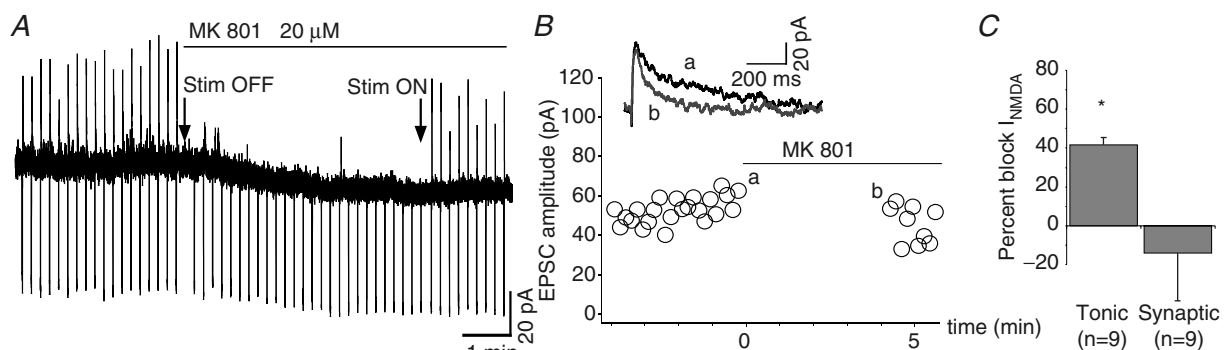 A
MK 801 20 µM
Stim OFF
Stim ON
20 pA
1 min
B
20 pA
200 ms
a
b
EPSC amplitude (pA)
120
100
80
60
40
20
0
MK 801
a
b
0
5
time (min)
C
Percent block I_NMDA
80
60
40
20
0
−20
*
Tonic
(n=9)
Synaptic
(n=9)